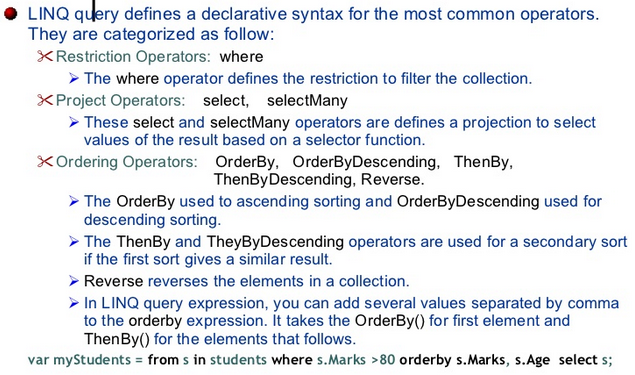 LINQ query defines a declarative syntax for the most common operators.
They are categorized as follow:
Restriction Operators: where
The where operator defines the restriction to filter the collection.
Project Operators: select, selectMany
These select and selectMany operators are defines a projection to select
values of the result based on a selector function.
Ordering Operators: OrderBy, OrderByDescending, ThenBy,
ThenByDescending, Reverse.
The OrderBy used to ascending sorting and OrderByDescending used for
descending sorting.
The ThenBy and TheyByDescending operators are used for a secondary sort
if the first sort gives a similar result.
Reverse reverses the elements in a collection.
In LINQ query expression, you can add several values separated by comma
to the orderby expression. It takes the OrderBy() for first element and
ThenBy() for the elements that follows.
var myStudents = from s in students where s.Marks >80 orderby s.Marks, s.Age select s;